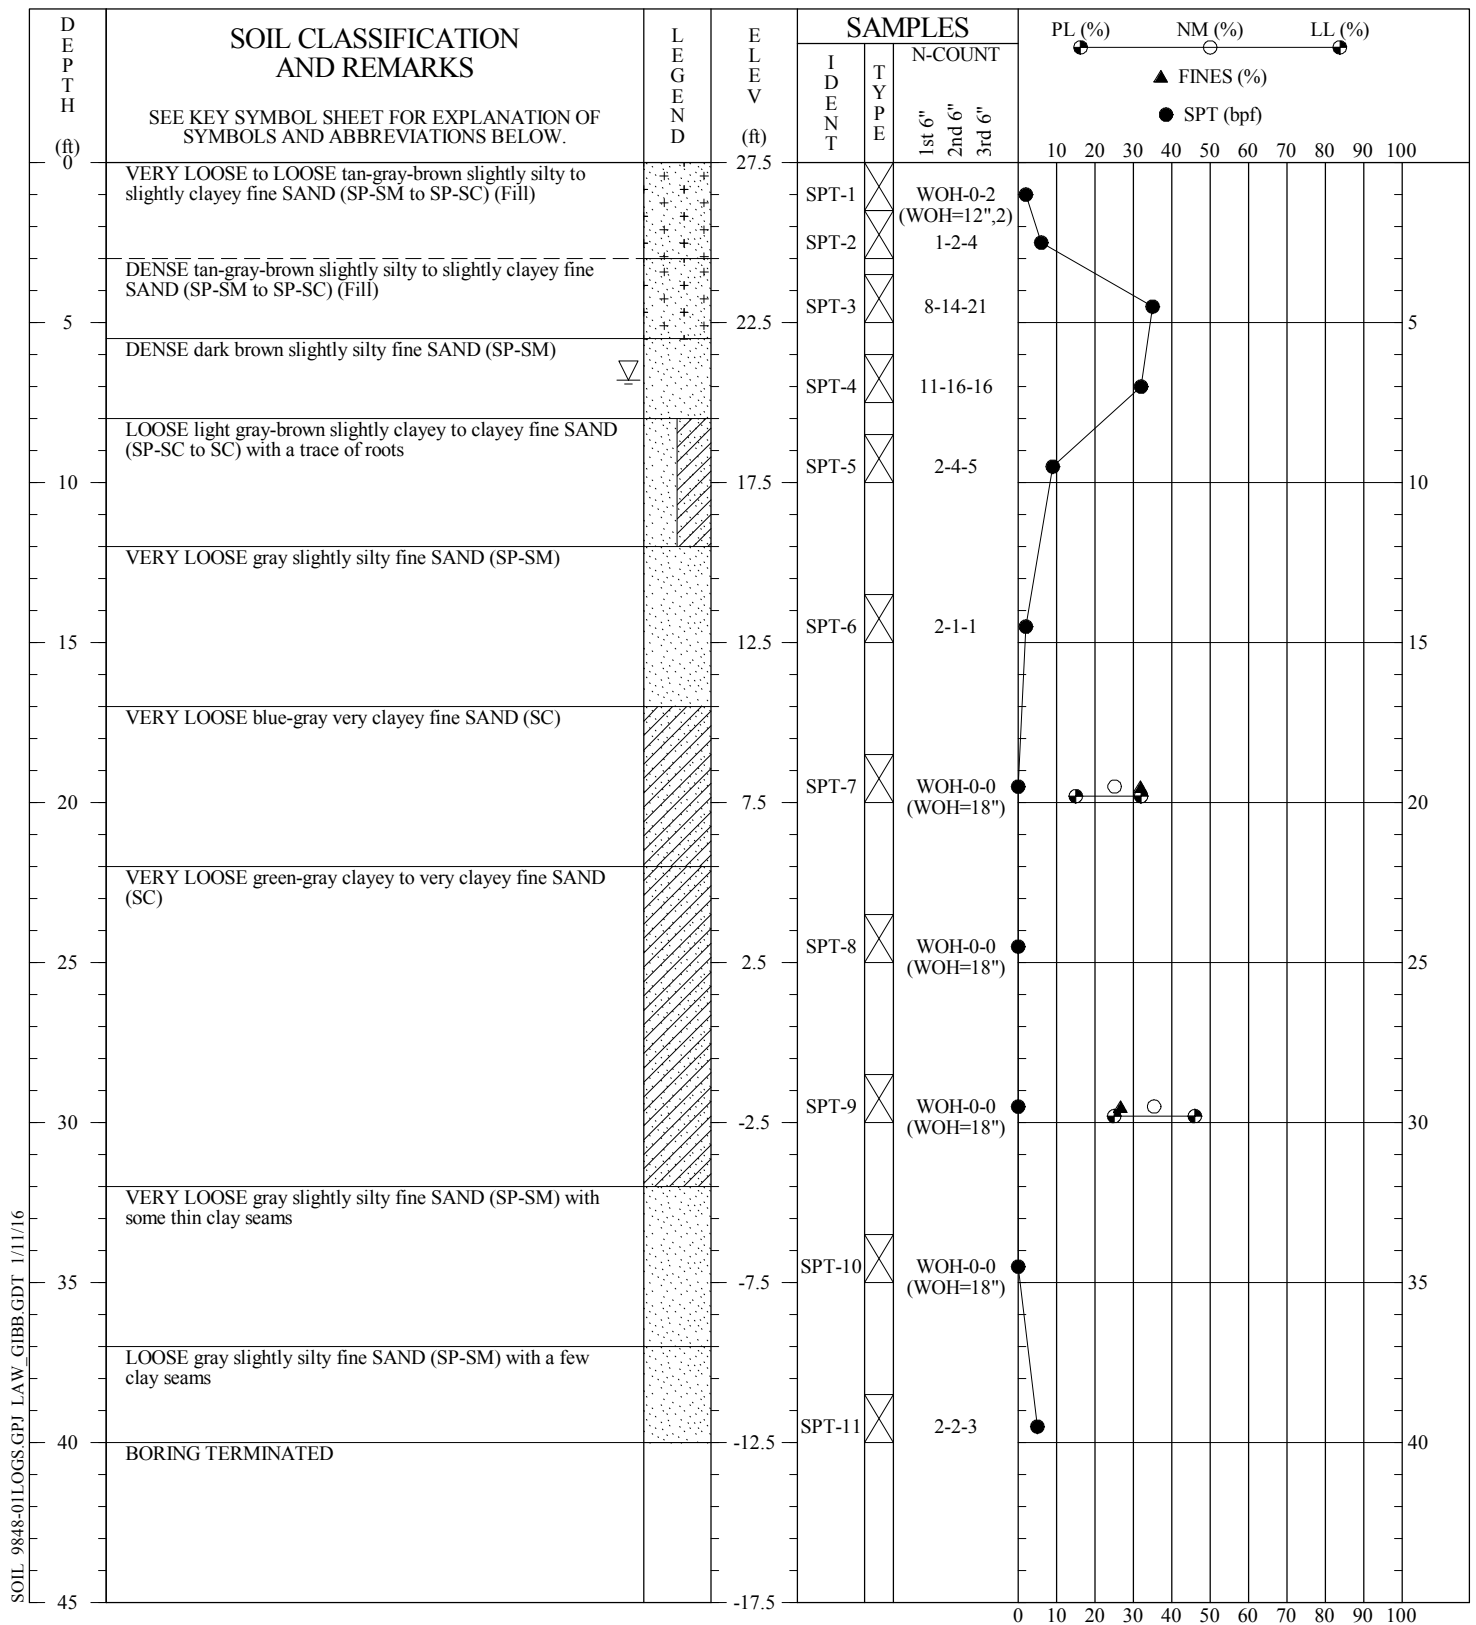 DEPTH
(ft)
SOIL CLASSIFICATION
AND REMARKS
SEE KEY SYMBOL SHEET FOR EXPLANATION OF
SYMBOLS AND ABBREVIATIONS BELOW.
LEGEND
ELEV
(ft)
SAMPLES
IDENT
TYPE
N-COUNT
1st 6"
2nd 6"
3rd 6"
PL (%) NM (%) LL (%)
FINES (%)
SPT (bpf)
10 20 30 40 50 60 70 80 90 100
0 27.5
VERY LOOSE to LOOSE tan-gray-brown slightly silty to
slightly clayey fine SAND (SP-SM to SP-SC) (Fill)
SPT-1 WOH-0-2
(WOH=12",2)
SPT-2 1-2-4
DENSE tan-gray-brown slightly silty to slightly clayey fine
SAND (SP-SM to SP-SC) (Fill)
SPT-3 8-14-21
5 22.5 5
DENSE dark brown slightly silty fine SAND (SP-SM)
SPT-4 11-16-16
LOOSE light gray-brown slightly clayey to clayey fine SAND
(SP-SC to SC) with a trace of roots
SPT-5 2-4-5
10 17.5 10
VERY LOOSE gray slightly silty fine SAND (SP-SM)
SPT-6 2-1-1
15 12.5 15
VERY LOOSE blue-gray very clayey fine SAND (SC)
SPT-7 WOH-0-0
(WOH=18")
20 7.5 20
VERY LOOSE green-gray clayey to very clayey fine SAND
(SC)
SPT-8 WOH-0-0
(WOH=18")
25 2.5 25
SPT-9 WOH-0-0
(WOH=18")
30 -2.5 30
VERY LOOSE gray slightly silty fine SAND (SP-SM) with
some thin clay seams
SPT-10 WOH-0-0
(WOH=18")
35 -7.5 35
LOOSE gray slightly silty fine SAND (SP-SM) with a few
clay seams
SPT-11 2-2-3
40 -12.5 40
BORING TERMINATED
45 -17.5
0 10 20 30 40 50 60 70 80 90 100
SOIL 9848-01LOGS.GPJ LAW_GIBB.GDT 1/11/16